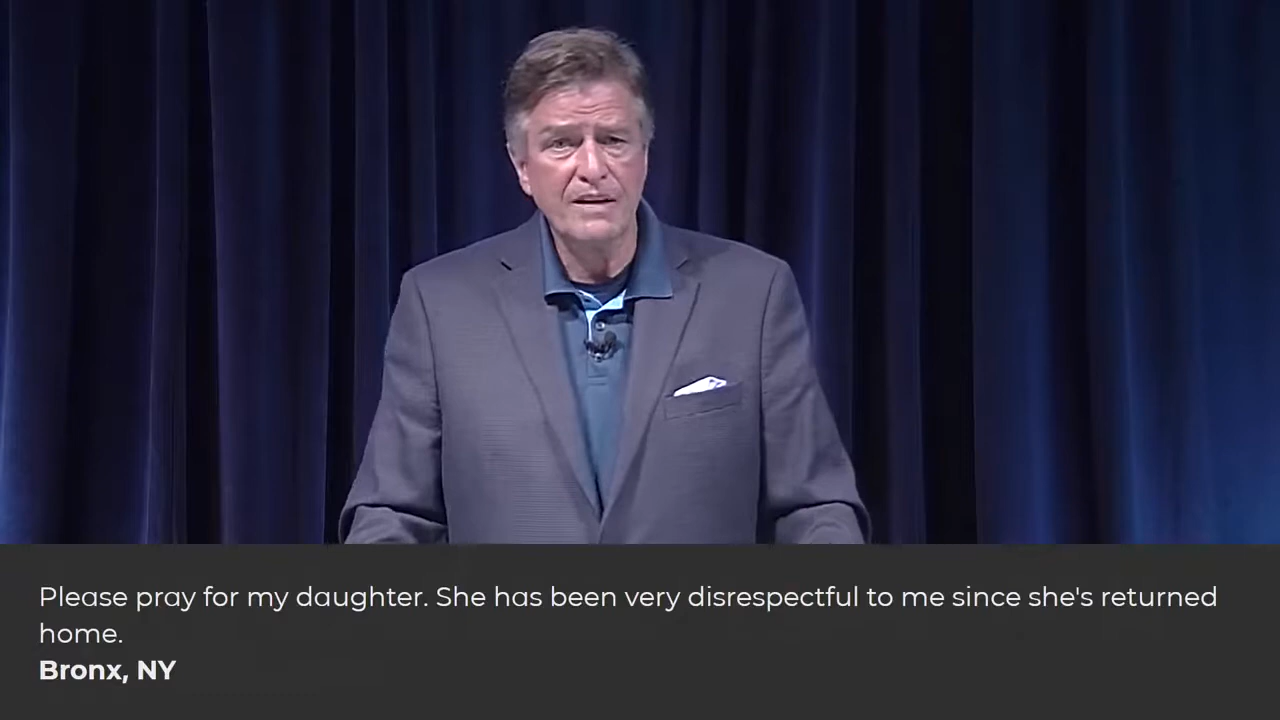 Please pray for my daughter. She has been very disrespectful to me since she's returned
home.
Bronx, NY